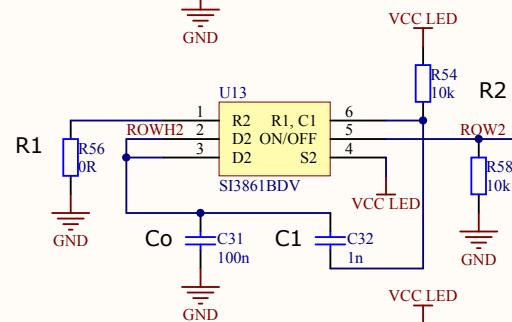 GND
VCC LED
U13
R54
10k
R2
1
R2
R1, C1
6
ROWH2
2
D2
ON/OFF
5
ROW2
R1
R56
0R
3
D2
S2
4
R58
10k
SI3861BDV
VCC LED
GND
Co
C31
100n
C1
C32
1n
GND
VCC LED
GND